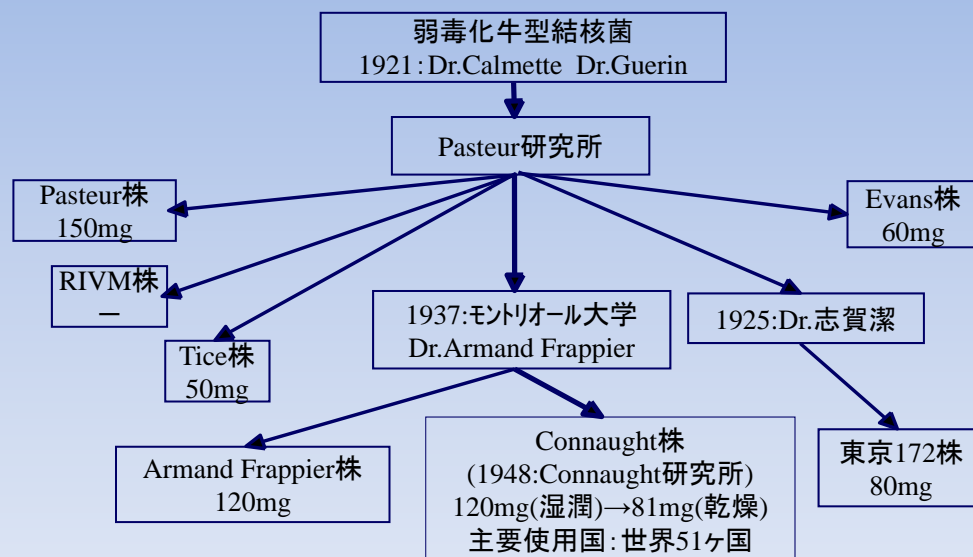 弱毒化牛型結核菌
1921:Dr.Calmette Dr.Guerin
Pasteur研究所
Pasteur株
150mg
Evans株
60mg
RIVM株
—
1937:モントリオール大学
Dr.Armand Frappier
1925:Dr.志賀潔
Tice株
50mg
Armand Frappier株
120mg
Connaught株
(1948:Connaught研究所)
120mg(湿潤)→81mg(乾燥)
主要使用国:世界51ヶ国
東京172株
80mg